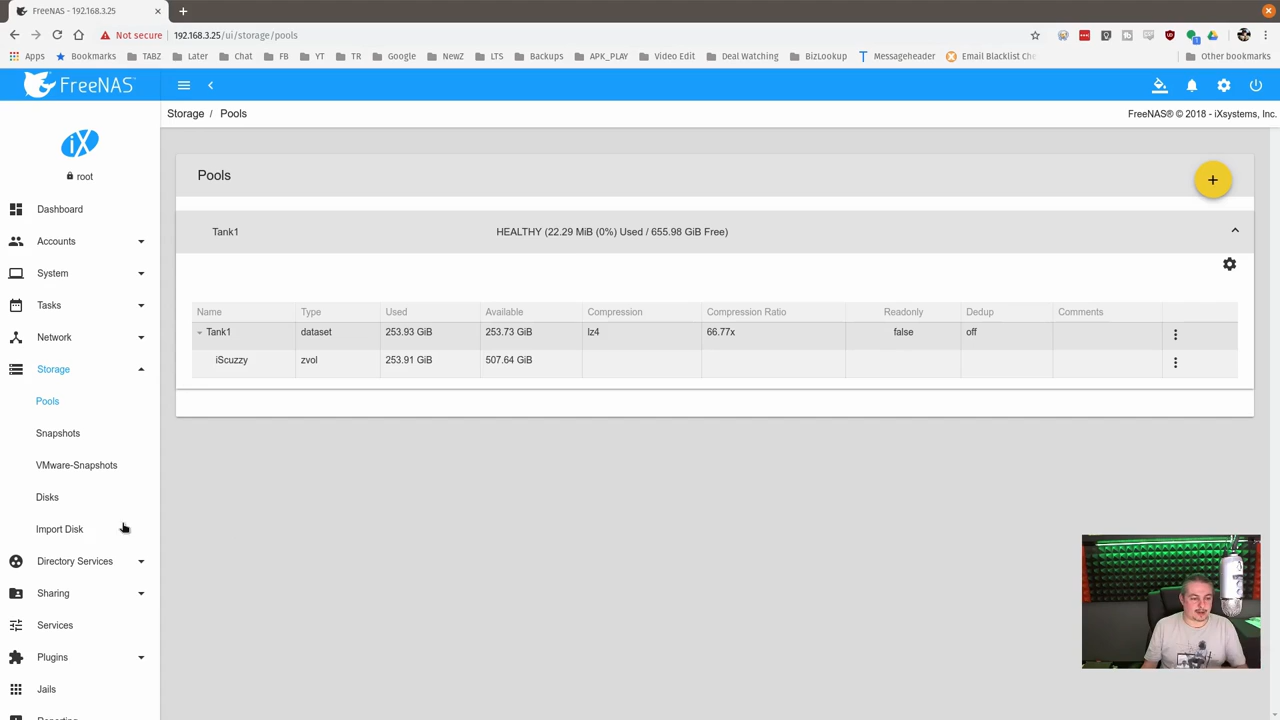 FreeNAS - 192.168.3.25
Not secure 192.168.3.25/ui/storage/pools
Apps Bookmarks TABZ Later Chat FB YT TR Google NewZ LTS Backups APK_PLAY Video Edit Deal Watching BizLookup Messageheader Email Blacklist Che Other bookmarks
FreeNAS
Storage / Pools
FreeNAS® © 2018 - iXsystems, Inc.
iX
root
Dashboard
Accounts
System
Tasks
Network
Storage
Pools
Snapshots
VMware-Snapshots
Disks
Import Disk
Directory Services
Sharing
Services
Plugins
Jails
Reporting
Pools
Tank1 HEALTHY (22.29 MiB (0%) Used / 655.98 GiB Free)
Name Type Used Available Compression Compression Ratio Readonly Dedup Comments
Tank1 dataset 253.93 GiB 253.73 GiB lz4 66.77x false off
iScuzzy zvol 253.91 GiB 507.64 GiB